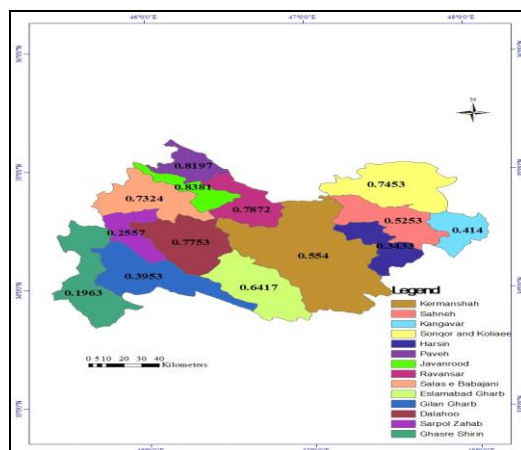 46°0'0"E 47°0'0"E 48°0'0"E
N
0.8197
0.8381
0.7453
0.7324
0.7872
0.5253
0.414
0.2557
0.7753
0.3433
0.554
0.3953
0.6417
0.1963
Legend
Kermanshah
Sahneh
Kangavar
Sonqor and Koliaee
Harsin
Paveh
Javanrood
Ravansar
Salas e Babajani
Eslamabad Gharb
Gilan Gharb
Dalahoo
Sarpol Zahab
Ghasre Shirin
0 5 10 20 30 40
Kilometers